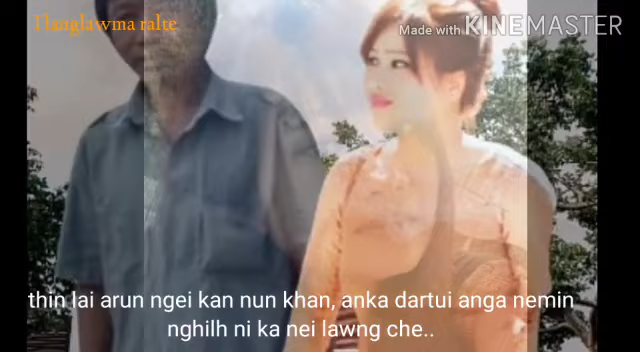 Tlanglawma ralte
Made with KINEMASTER
thin lai arun ngei kan nun khan, anka dartui anga nemin
nghilh ni ka nei lawng che..